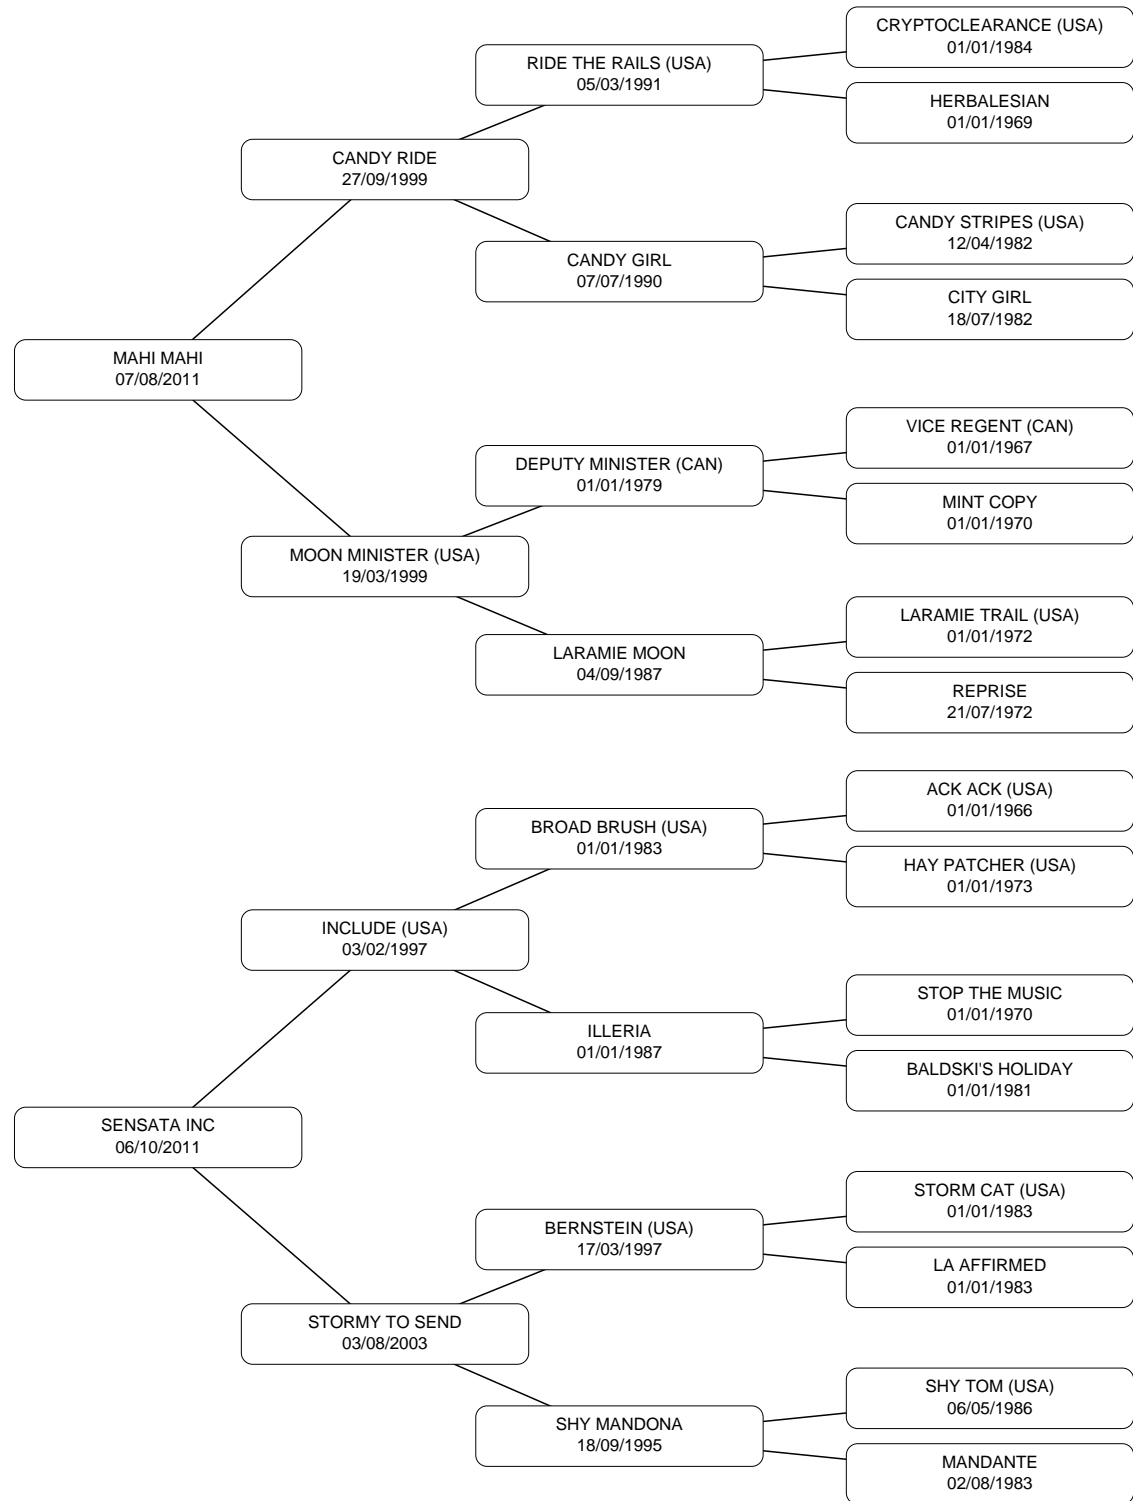 CRYPTOCLEARANCE (USA)
01/01/1984
RIDE THE RAILS (USA)
05/03/1991
HERBALESIAN
01/01/1969
CANDY RIDE
27/09/1999
CANDY STRIPES (USA)
12/04/1982
CANDY GIRL
07/07/1990
CITY GIRL
18/07/1982
MAHI MAHI
07/08/2011
VICE REGENT (CAN)
01/01/1967
DEPUTY MINISTER (CAN)
01/01/1979
MINT COPY
01/01/1970
MOON MINISTER (USA)
19/03/1999
LARAMIE TRAIL (USA)
01/01/1972
LARAMIE MOON
04/09/1987
REPRISE
21/07/1972
ACK ACK (USA)
01/01/1966
BROAD BRUSH (USA)
01/01/1983
HAY PATCHER (USA)
01/01/1973
INCLUDE (USA)
03/02/1997
STOP THE MUSIC
01/01/1970
ILLERIA
01/01/1987
BALDSKI'S HOLIDAY
01/01/1981
SENSATA INC
06/10/2011
STORM CAT (USA)
01/01/1983
BERNSTEIN (USA)
17/03/1997
LA AFFIRMED
01/01/1983
STORMY TO SEND
03/08/2003
SHY TOM (USA)
06/05/1986
SHY MANDONA
18/09/1995
MANDANTE
02/08/1983